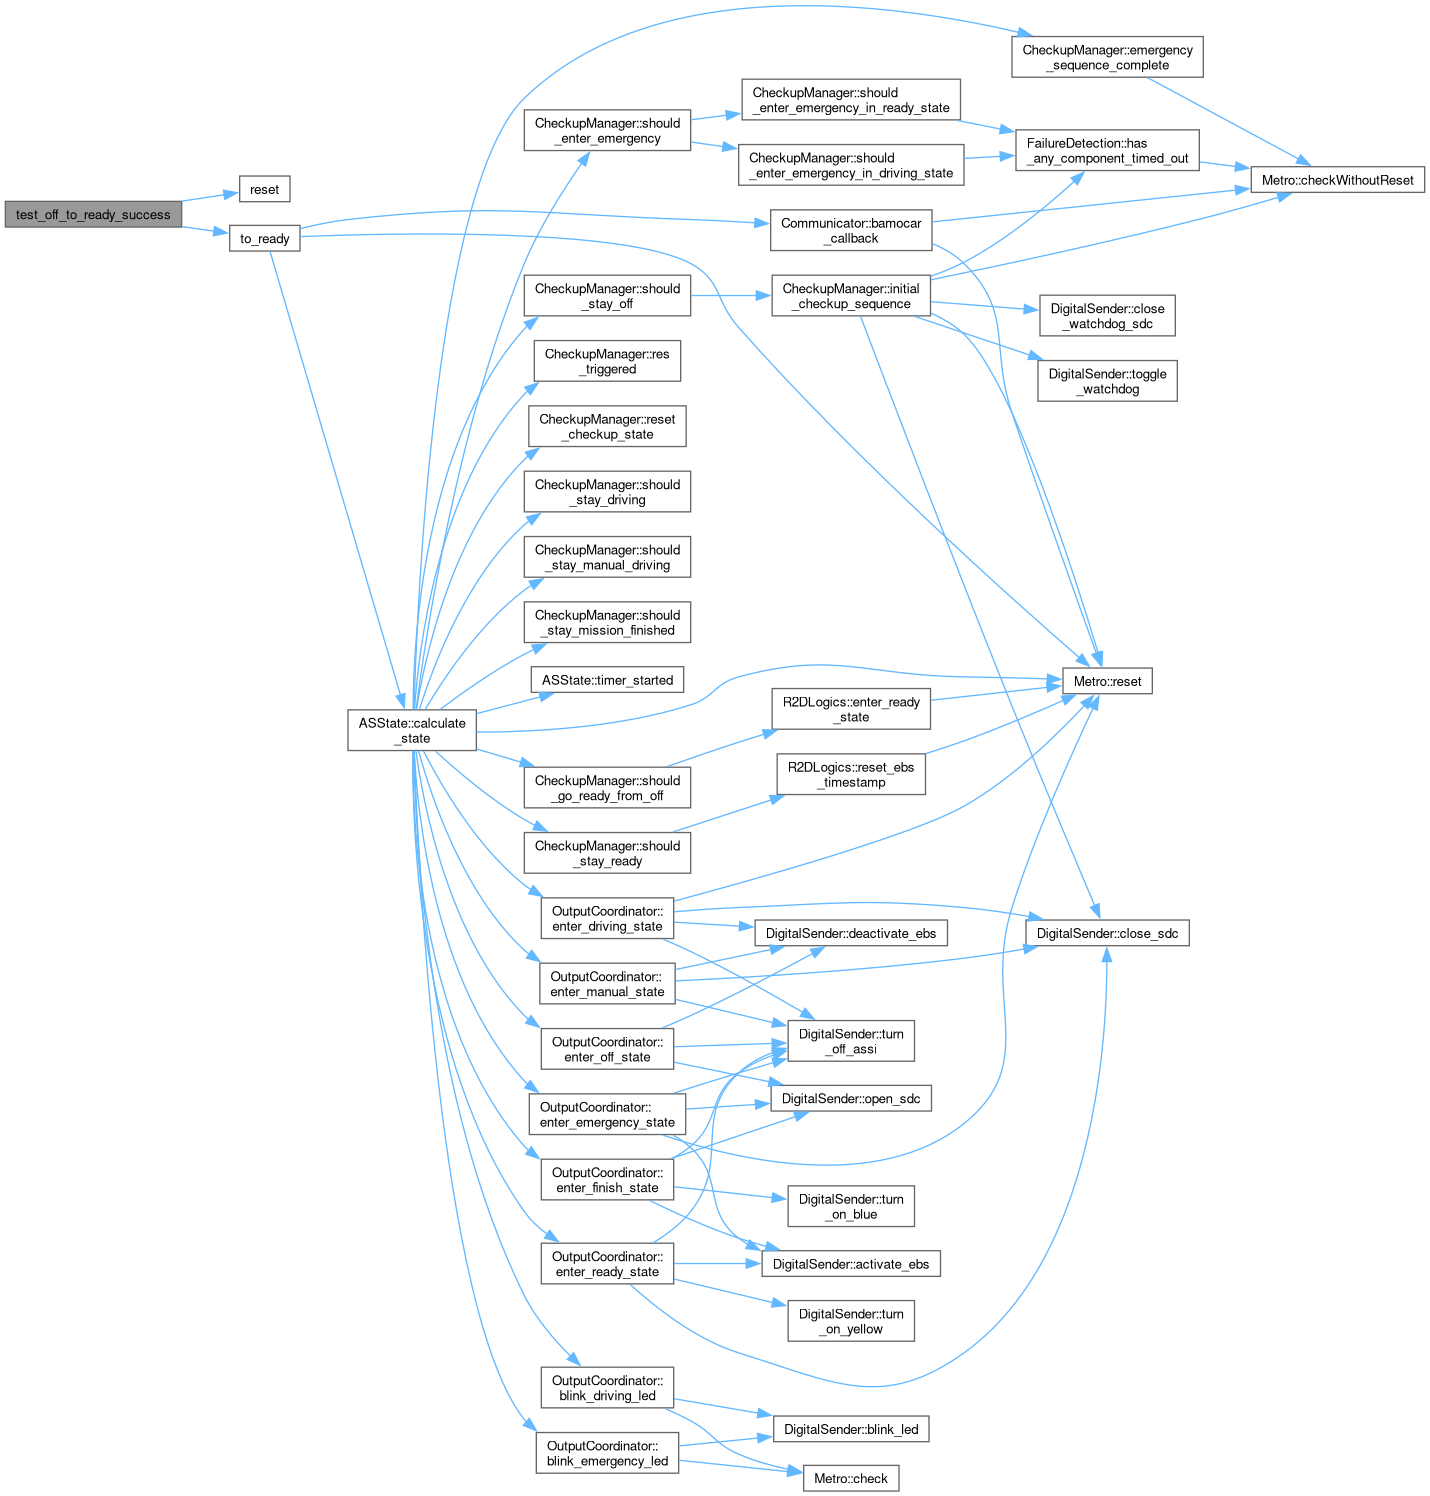 test_off_to_ready_success
reset
to_ready
ASState::calculate
_state
CheckupManager::emergency
_sequence_complete
CheckupManager::should
_enter_emergency
CheckupManager::should
_enter_emergency_in_ready_state
CheckupManager::should
_enter_emergency_in_driving_state
FailureDetection::has
_any_component_timed_out
Metro::checkWithoutReset
Communicator::bamocar
_callback
CheckupManager::should
_stay_off
CheckupManager::initial
_checkup_sequence
DigitalSender::close
_watchdog_sdc
DigitalSender::toggle
_watchdog
CheckupManager::res
_triggered
CheckupManager::reset
_checkup_state
CheckupManager::should
_stay_driving
CheckupManager::should
_stay_manual_driving
CheckupManager::should
_stay_mission_finished
ASState::timer_started
Metro::reset
R2DLogics::enter_ready
_state
CheckupManager::should
_go_ready_from_off
R2DLogics::reset_ebs
_timestamp
CheckupManager::should
_stay_ready
OutputCoordinator::
enter_driving_state
DigitalSender::deactivate_ebs
DigitalSender::close_sdc
OutputCoordinator::
enter_manual_state
OutputCoordinator::
enter_off_state
DigitalSender::turn
_off_assi
OutputCoordinator::
enter_emergency_state
DigitalSender::open_sdc
OutputCoordinator::
enter_finish_state
DigitalSender::turn
_on_blue
OutputCoordinator::
enter_ready_state
DigitalSender::activate_ebs
DigitalSender::turn
_on_yellow
OutputCoordinator::
blink_driving_led
DigitalSender::blink_led
OutputCoordinator::
blink_emergency_led
Metro::check